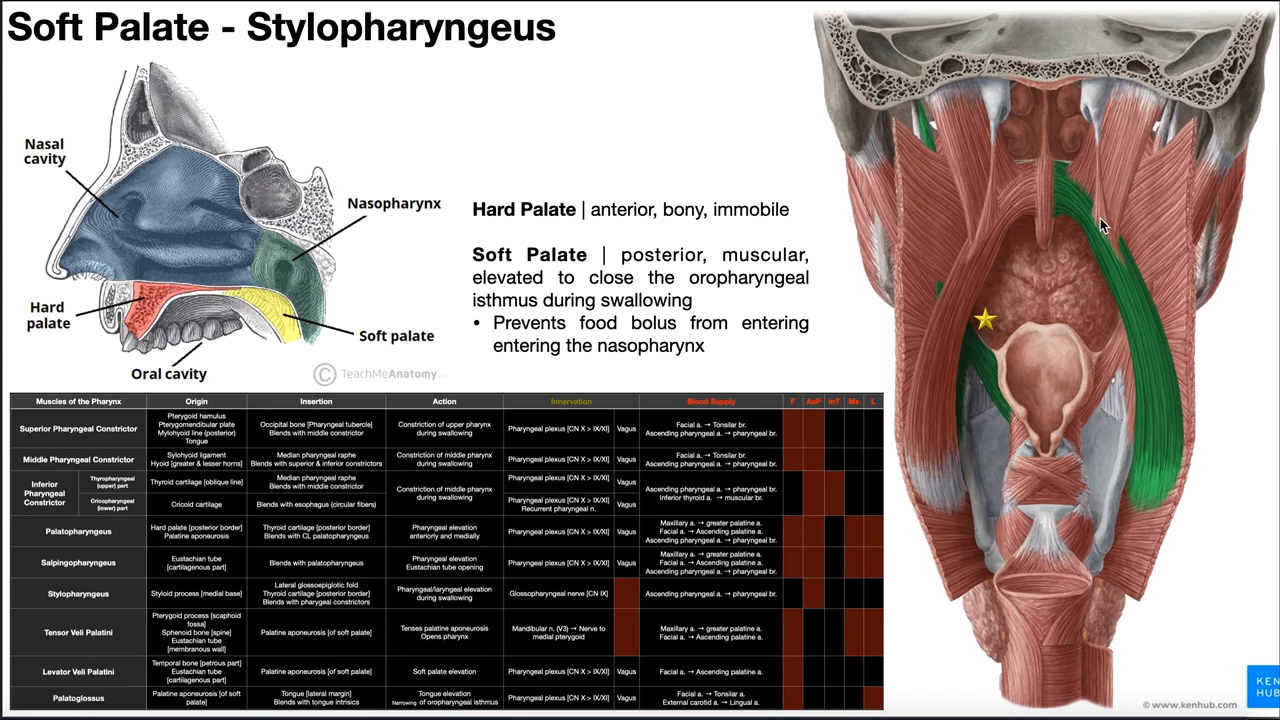 Soft Palate - Stylopharyngeus
Nasal
cavity
Nasopharynx
Hard
palate
Soft palate
Oral cavity
© TeachMeAnatomy
Hard Palate | anterior, bony, immobile
Soft Palate | posterior, muscular,
elevated to close the oropharyngeal
isthmus during swallowing
• Prevents food bolus from entering
entering the nasopharynx
Muscles of the Pharynx Origin Insertion Action Innervation Blood Supply F AsP InT Mx L
Superior Pharyngeal Constrictor
Pterygoid hamulus
Pterygomendibular plate
Mylohyoid line (posterior)
Tongue
Occipital bone [Pharyngeal tubercle]
Blends with middle constrictor
Constriction of upper pharynx
during swallowing
Pharyngeal plexus [CN X > IX/XI]
Vagus
Facial a. → Tonsilar br.
Ascending pharyngeal a. → pharyngeal br.
Middle Pharyngeal Constrictor
Sylohyoid ligament
Hyoid [greater & lesser horns]
Median pharyngeal raphe
Blends with superior & inferior constrictors
Constriction of middle pharynx
during swallowing
Pharyngeal plexus [CN X > IX/XI]
Vagus
Facial a. → Tonsilar br.
Ascending pharyngeal a. → pharyngeal br.
Inferior
Pharyngeal
Constrictor
Thyropharyngeal
(upper) part
Thyroid cartilage [oblique line]
Median pharyngeal raphe
Blends with middle constrictor
Constriction of middle pharynx
during swallowing
Pharyngeal plexus [CN X > IX/XI]
Vagus
Ascending pharyngeal a. → pharyngeal br.
Inferior thyroid a. → muscular br.
Cricopharyngeal
(lower) part
Cricoid cartilage
Blends with esophagus (circular fibers)
Pharyngeal plexus [CN X > IX/XI]
Recurrent pharyngeal n.
Vagus
Palatopharyngeus
Hard palate [posterior border]
Palatine aponeurosis
Thyroid cartilage [posterior border]
Blends with CL palatopharyngeus
Pharyngeal elevation
anteriorly and medially
Pharyngeal plexus [CN X > IX/XI]
Vagus
Maxillary a. → greater palatine a.
Facial a. → Ascending palatine a.
Ascending pharyngeal a. → pharyngeal br.
Salpingopharyngeus
Eustachian tube
[cartilagenous part]
Blends with palatopharyngeus
Pharyngeal elevation
Eustachian tube opening
Pharyngeal plexus [CN X > IX/XI]
Vagus
Maxillary a. → greater palatine a.
Facial a. → Ascending palatine a.
Ascending pharyngeal a. → pharyngeal br.
Stylopharyngeus
Styloid process [medial base]
Lateral glossoepiglotic fold
Thyroid cartilage [posterior border]
Blends with pharygeal constrictors
Pharyngeal/laryngeal elevation
during swallowing
Glossopharyngeal nerve [CN IX]
Ascending pharyngeal a. → pharyngeal br.
Tensor Veli Palatini
Pterygoid process [scaphoid
fossa]
Sphenoid bone [spine]
Eustachian tube
[membranous wall]
Palatine aponeurosis [of soft palate]
Tenses palatine aponeurosis
Opens pharynx
Mandibular n. (V3) → Nerve to
medial pterygoid
Maxillary a. → greater palatine a.
Facial a. → Ascending palatine a.
Levator Veli Palatini
Temporal bone [petrous part]
Eustachian tube
[cartilagenous part]
Palatine aponeurosis [of soft palate]
Soft palate elevation
Pharyngeal plexus [CN X > IX/XI]
Vagus
Facial a. → Ascending palatine a.
Palatoglossus
Palatine aponeurosis [of soft
palate]
Tongue [lateral margin]
Blends with tongue intrisics
Tongue elevation
Narrowing of oropharyngeal isthmus
Pharyngeal plexus [CN X > IX/XI]
Vagus
Facial a. → Tonsilar a.
External carotid a. → Lingual a.
KEN
HUB
© www.kenhub.com